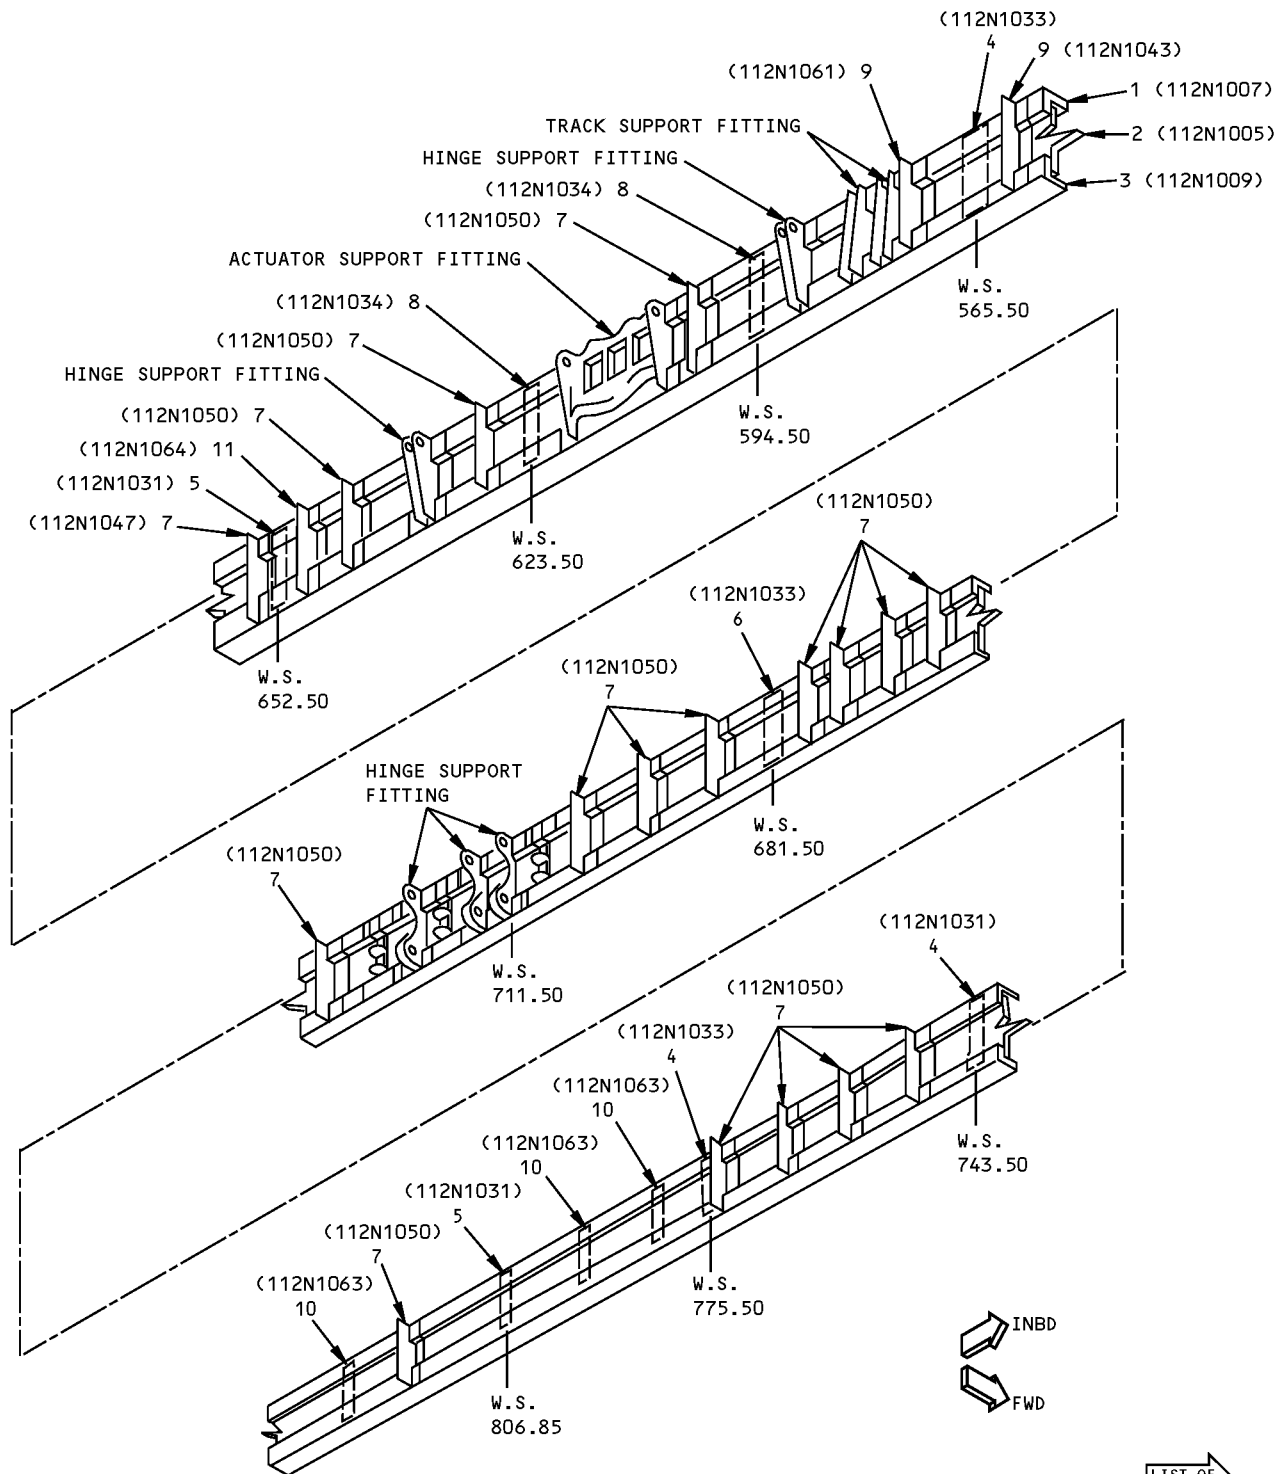 (112N1033)
4
9 (112N1043)
(112N1061) 9
1 (112N1007)
TRACK SUPPORT FITTING
2 (112N1005)
HINGE SUPPORT FITTING
3 (112N1009)
(112N1034) 8
(112N1050) 7
ACTUATOR SUPPORT FITTING
W.S.
565.50
(112N1034) 8
(112N1050) 7
HINGE SUPPORT FITTING
W.S.
594.50
(112N1050) 7
(112N1064) 11
(112N1031) 5
(112N1047) 7
W.S.
623.50
(112N1050)
7
(112N1033)
6
W.S.
652.50
(112N1050)
7
HINGE SUPPORT
FITTING
W.S.
681.50
(112N1050)
7
W.S.
711.50
(112N1031)
4
(112N1050)
7
(112N1033)
4
(112N1063)
10
W.S.
743.50
(112N1063)
10
(112N1031)
5
(112N1050)
7
(112N1063)
10
W.S.
775.50
INBD
W.S.
806.85
FWD
LIST OF